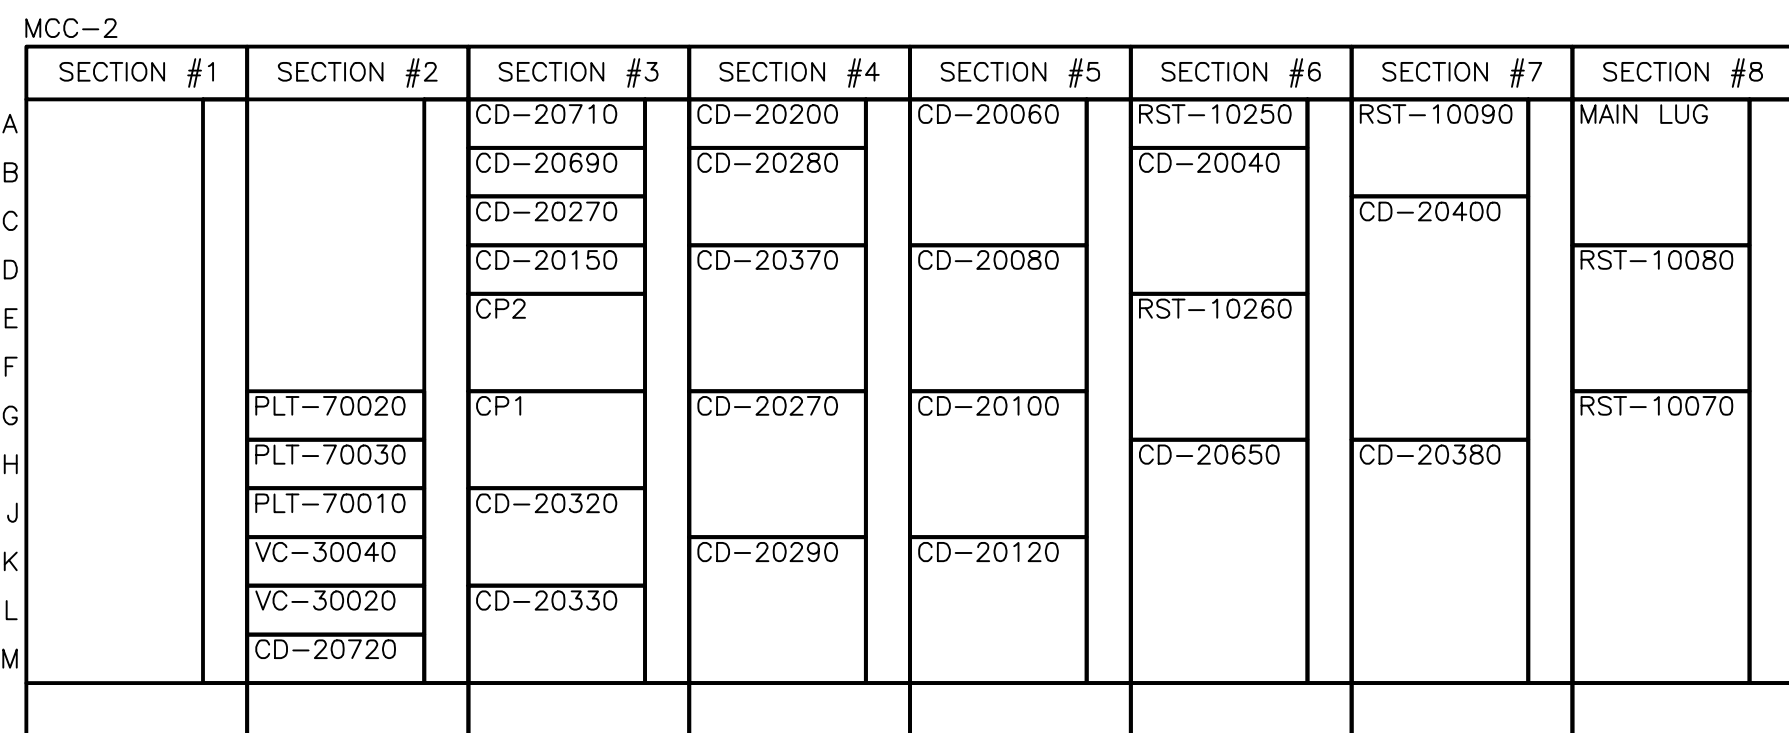 MCC-2
SECTION #1 SECTION #2 SECTION #3 SECTION #4 SECTION #5 SECTION #6 SECTION #7 SECTION #8
A CD-20710 CD-20200 CD-20060 RST-10250 RST-10090 MAIN LUG
B CD-20690 CD-20280 CD-20040
C CD-20270 CD-20400
D CD-20150 CD-20370 CD-20080 RST-10080
E CP2 RST-10260
F
G PLT-70020 CP1 CD-20270 CD-20100 RST-10070
H PLT-70030 CD-20650 CD-20380
J PLT-70010 CD-20320
K VC-30040 CD-20290 CD-20120
L VC-30020 CD-20330
M CD-20720